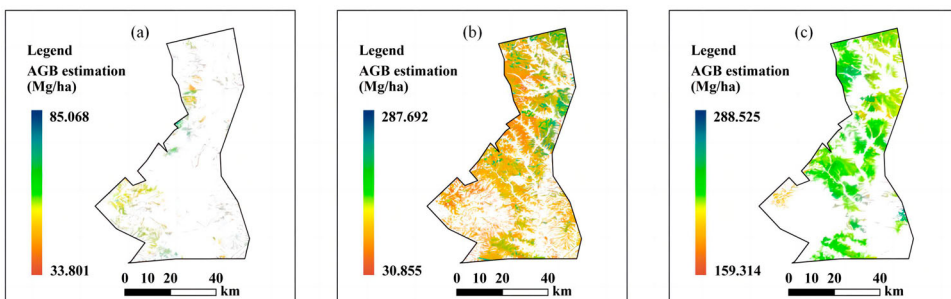 (a)
Legend
AGB estimation
(Mg/ha)
85.068
33.801
0 10 20 40
km
(b)
Legend
AGB estimation
(Mg/ha)
287.692
30.855
0 10 20 40
km
(c)
Legend
AGB estimation
(Mg/ha)
288.525
159.314
0 10 20 40
km